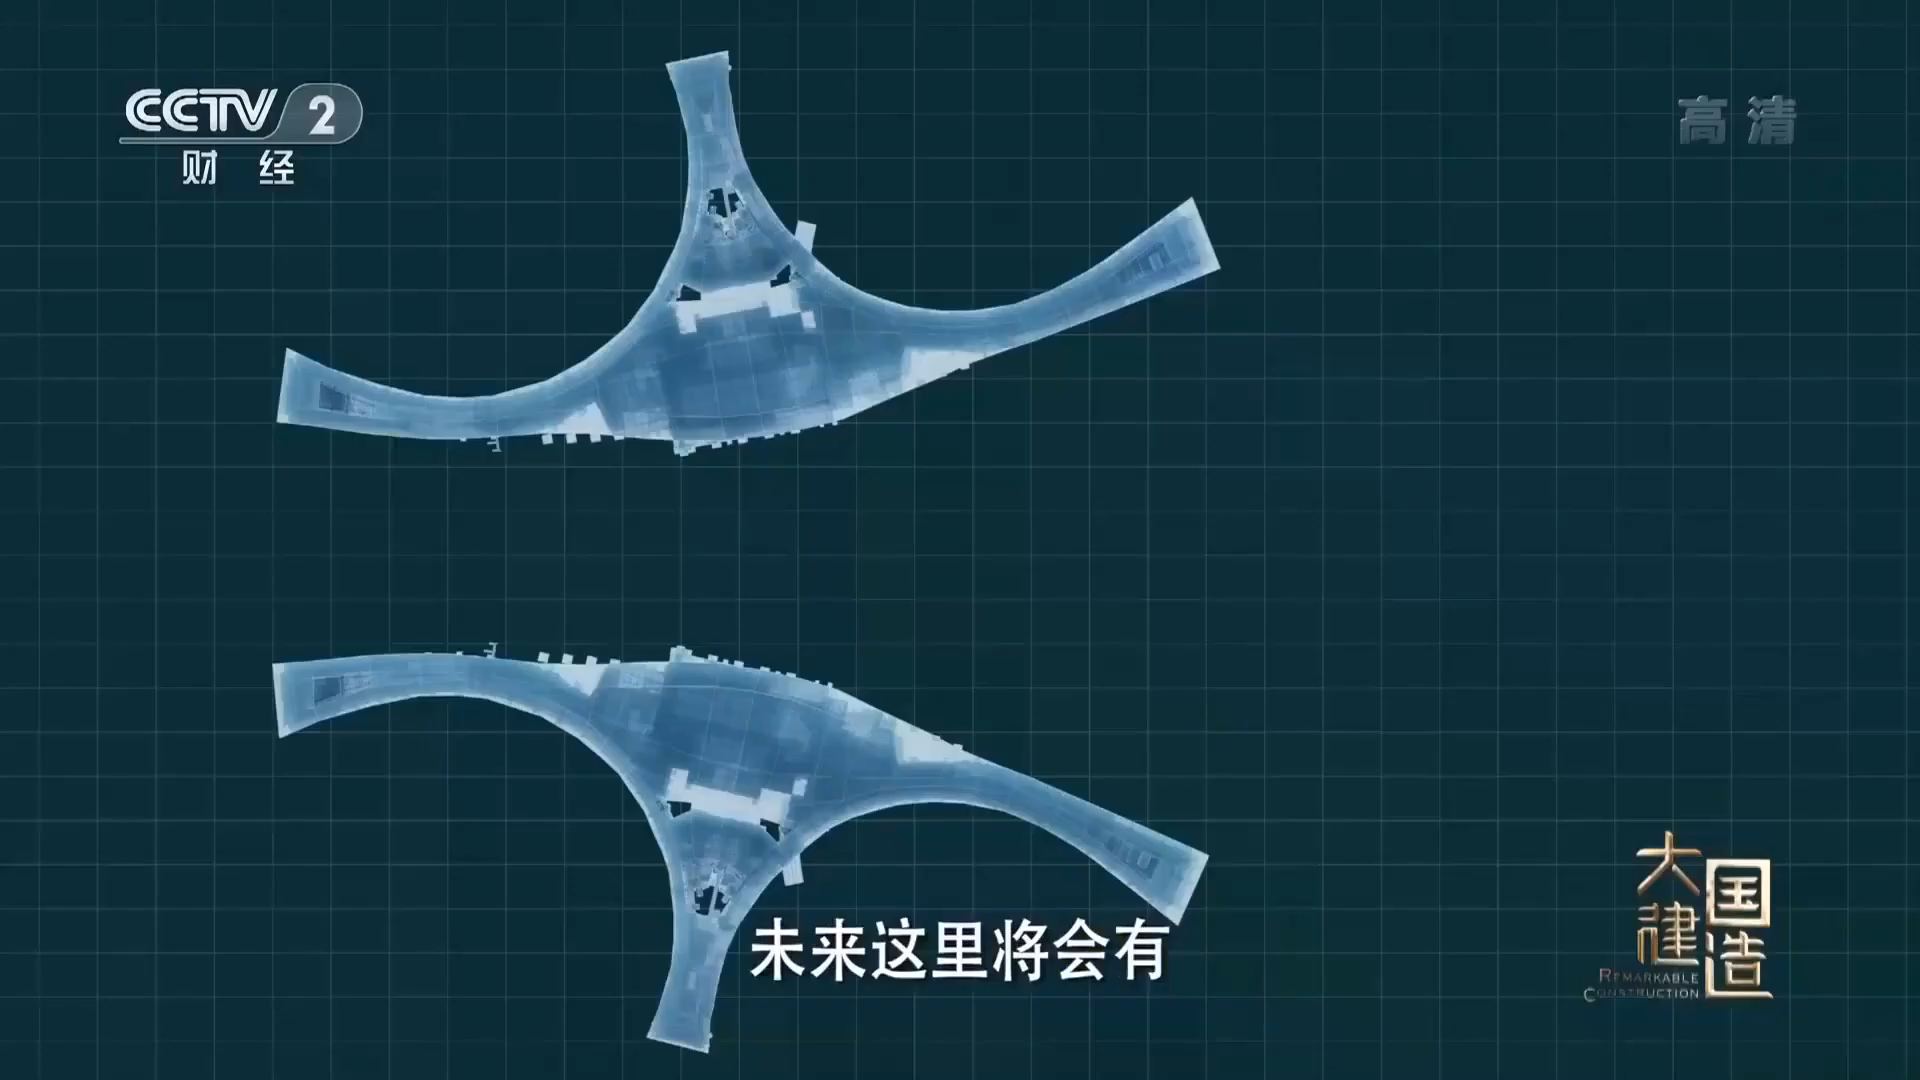 CCTV 2
财 经
高 清
未来这里将会有
大国
建造
REMARKABLE
CONSTRUCTION